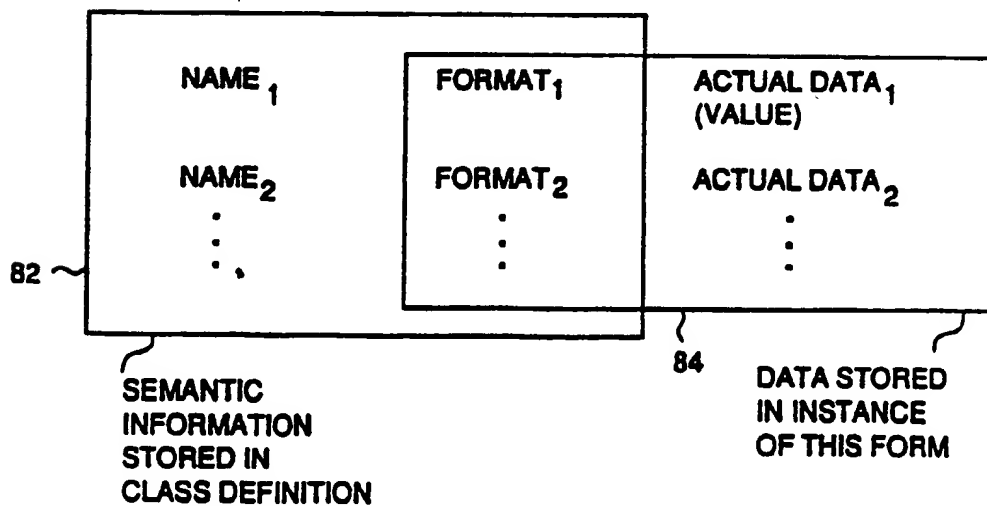 NAME₁ FORMAT₁ ACTUAL DATA₁
(VALUE)
NAME₂ FORMAT₂ ACTUAL DATA₂
82
84
SEMANTIC
INFORMATION
STORED IN
CLASS DEFINITION
DATA STORED
IN INSTANCE
OF THIS FORM